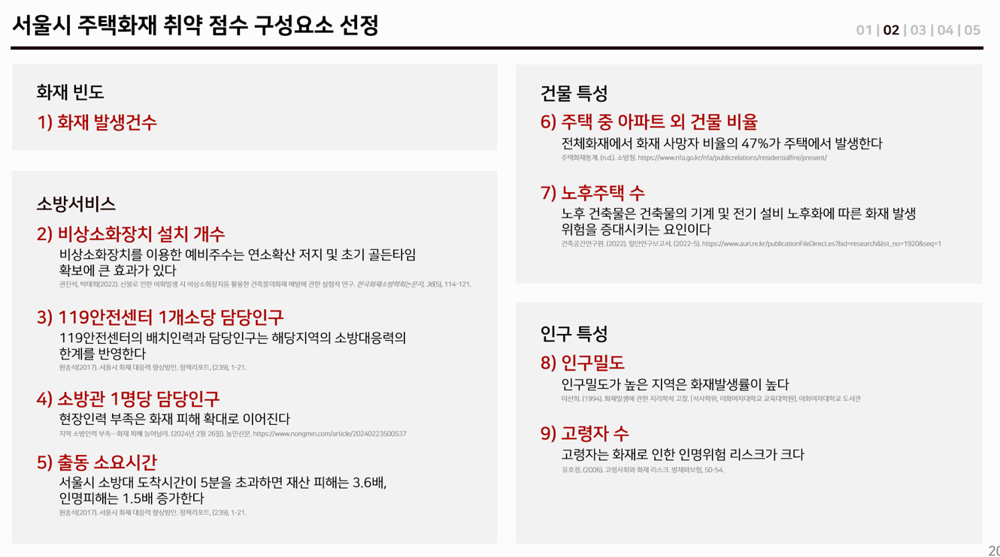 서울시 주택화재 취약 점수 구성요소 선정
01 | 02 | 03 | 04 | 05
화재 빈도
1) 화재 발생건수
소방서비스
2) 비상소화장치 설치 개수
비상소화장치를 이용한 예비주수는 연소확산 저지 및 초기 골든타임
확보에 큰 효과가 있다
권진석, 박태희(2022). 산불로 인한 비화발생 시 비상소화장치를 활용한 건축물의화재 예방에 관한 실험적 연구. 한국화재소방학회논문지, 36(5), 114-121.
3) 119안전센터 1개소당 담당인구
119안전센터의 배치인력과 담당인구는 해당지역의 소방대응력의
한계를 반영한다
원종석(2017). 서울시 화재 대응력 향상방안. 정책리포트, (239), 1-21.
4) 소방관 1명당 담당인구
현장인력 부족은 화재 피해 확대로 이어진다
지역 소방인력 부족…화재 피해 늘어날라. (2024년 2월 26일). 농민신문. https://www.nongmin.com/article/20240223500537
5) 출동 소요시간
서울시 소방대 도착시간이 5분을 초과하면 재산 피해는 3.6배,
인명피해는 1.5배 증가한다
원종석(2017). 서울시 화재 대응력 향상방안. 정책리포트, (239), 1-21.
건물 특성
6) 주택 중 아파트 외 건물 비율
전체화재에서 화재 사망자 비율의 47%가 주택에서 발생한다
주택화재통계. (n.d.). 소방청. https://www.nfa.go.kr/nfa/publicrelations/residentialfire/present/
7) 노후주택 수
노후 건축물은 건축물의 기계 및 전기 설비 노후화에 따른 화재 발생
위험을 증대시키는 요인이다
건축공간연구원. (2022). 일반연구보고서. (2022-5). https://www.auri.re.kr/publicationFileDirect.es?bid=research&list_no=1920&seq=1
인구 특성
8) 인구밀도
인구밀도가 높은 지역은 화재발생률이 높다
이선희. (1994). 화재발생에 관한 지리학적 고찰. [석사학위, 이화여자대학교 교육대학원]. 이화여자대학교 도서관
9) 고령자 수
고령자는 화재로 인한 인명위험 리스크가 크다
유호정. (2006). 고령사회와 화재 리스크. 방재와보험, 50-54.
20